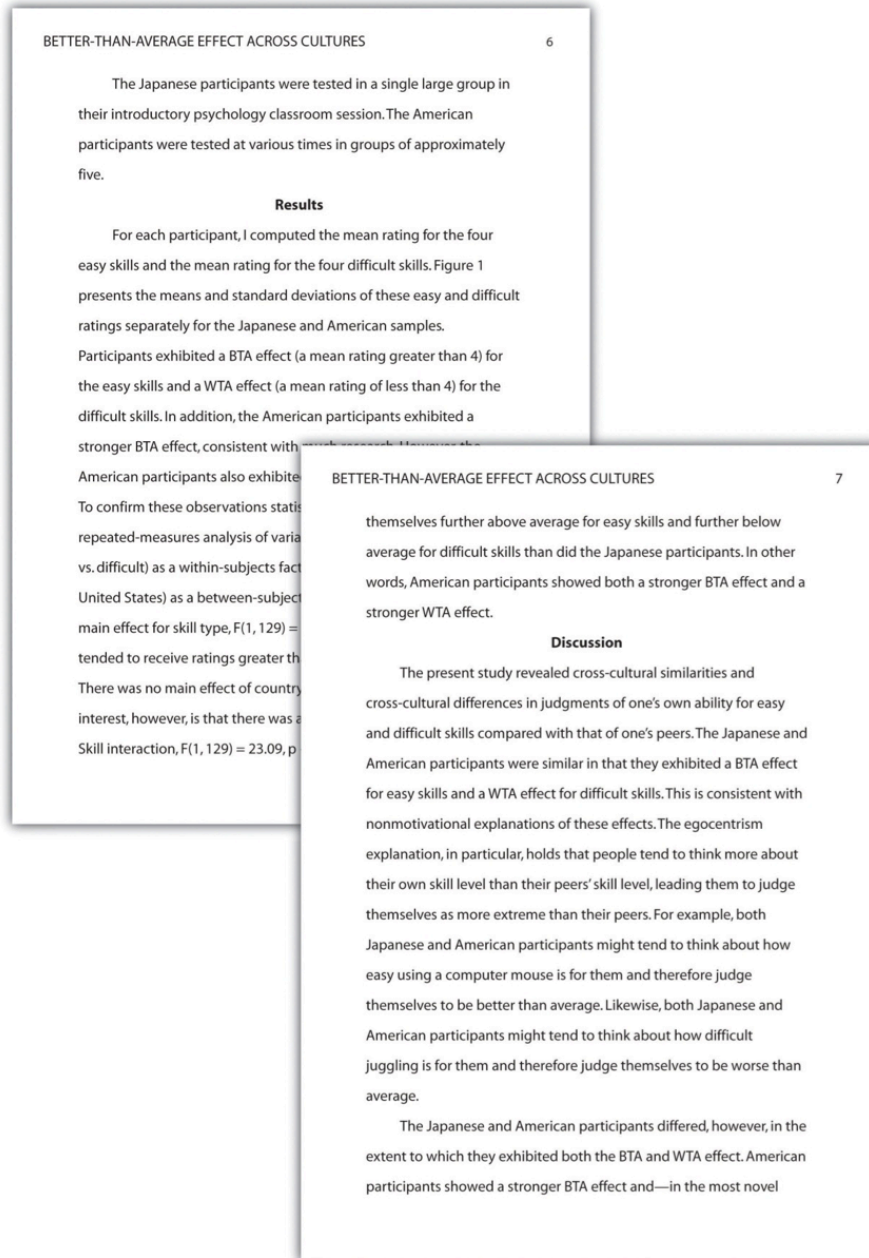 BETTER-THAN-AVERAGE EFFECT ACROSS CULTURES 6
The Japanese participants were tested in a single large group in
their introductory psychology classroom session. The American
participants were tested at various times in groups of approximately
five.
Results
For each participant, I computed the mean rating for the four
easy skills and the mean rating for the four difficult skills. Figure 1
presents the means and standard deviations of these easy and difficult
ratings separately for the Japanese and American samples.
Participants exhibited a BTA effect (a mean rating greater than 4) for
the easy skills and a WTA effect (a mean rating of less than 4) for the
difficult skills. In addition, the American participants exhibited a
stronger BTA effect, consistent with much research. However the
American participants also
To confirm these observations
repeated-measures analysis of
vs. difficult) as a within-subjects
United States) as a
main effect for skill type, F(1, 129) =
tended to receive ratings greater
There was no main effect of country
interest, however, is that there was
Skill interaction, F(1, 129) = 23.09, p
BETTER-THAN-AVERAGE EFFECT ACROSS CULTURES 7
themselves further above average for easy skills and further below
average for difficult skills than did the Japanese participants. In other
words, American participants showed both a stronger BTA effect and a
stronger WTA effect.
Discussion
The present study revealed cross-cultural similarities and
cross-cultural differences in judgments of one's own ability for easy
and difficult skills compared with that of one's peers. The Japanese and
American participants were similar in that they exhibited a BTA effect
for easy skills and a WTA effect for difficult skills. This is consistent with
nonmotivational explanations of these effects. The egocentrism
explanation, in particular, holds that people tend to think more about
their own skill level than their peers' skill level, leading them to judge
themselves as more extreme than their peers. For example, both
Japanese and American participants might tend to think about how
easy using a computer mouse is for them and therefore judge
themselves to be better than average. Likewise, both Japanese and
American participants might tend to think about how difficult
juggling is for them and therefore judge themselves to be worse than
average.
The Japanese and American participants differed, however, in the
extent to which they exhibited both the BTA and WTA effect. American
participants showed a stronger BTA effect and—in the most novel